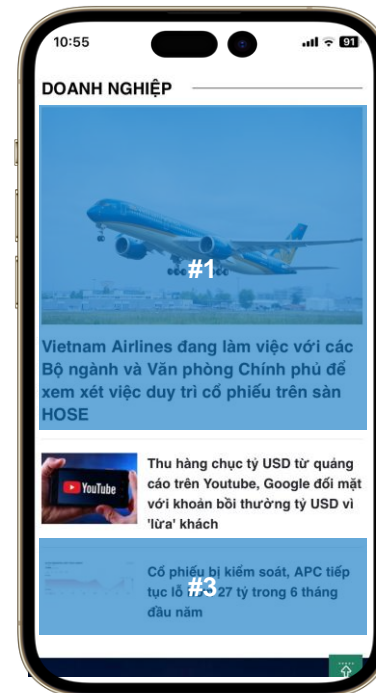 10:55
91
DOANH NGHIỆP
#1
Vietnam Airlines đang làm việc với các
Bộ ngành và Văn phòng Chính phủ để
xem xét việc duy trì cổ phiếu trên sàn
HOSE
YouTube
Thu hàng chục tỷ USD từ quảng
cáo trên Youtube, Google đối mặt
với khoản bồi thường tỷ USD vì
'lừa' khách
Cổ phiếu bị kiểm soát, APC tiếp
tục lỗ 27 tỷ trong 6 tháng
đầu năm
#3